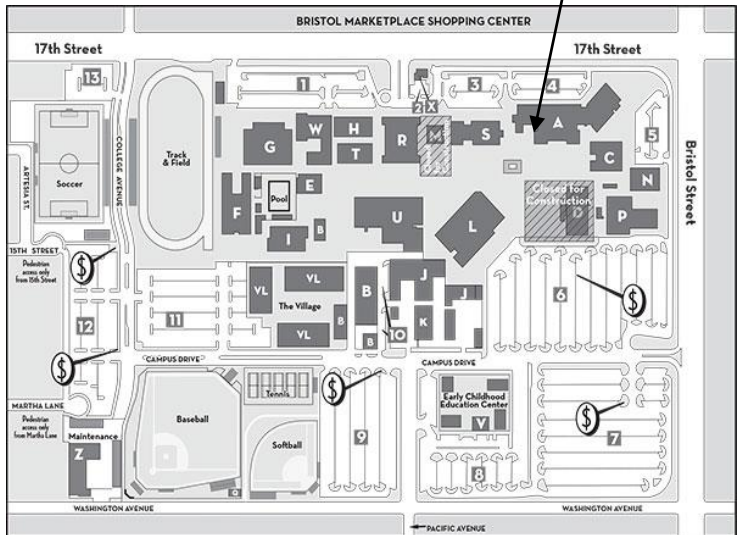 BRISTOL MARKETPLACE SHOPPING CENTER
17th Street
17th Street
13
1
2
X
3
4
5
COLLEGE AVENUE
Soccer
ARTESIA ST.
Track
& Field
G
W
H
T
R
M
S
A
C
N
P
Bristol Street
F
Pool
E
I
B
U
L
Closed for
Construction
D
15TH STREET
Pedestrian
access only
from 15th Street
$
$
12
11
VL
VL
VL
The Village
B
B
B
10
J
J
K
6
$
CAMPUS DRIVE
CAMPUS DRIVE
MARTHA LANE
Pedestrian
access only
from Martha Lane
Maintenance
Z
Baseball
Tennis
Softball
$
9
Early Childhood
Education Center
V
8
$
7
WASHINGTON AVENUE
WASHINGTON AVENUE
PACIFIC AVENUE